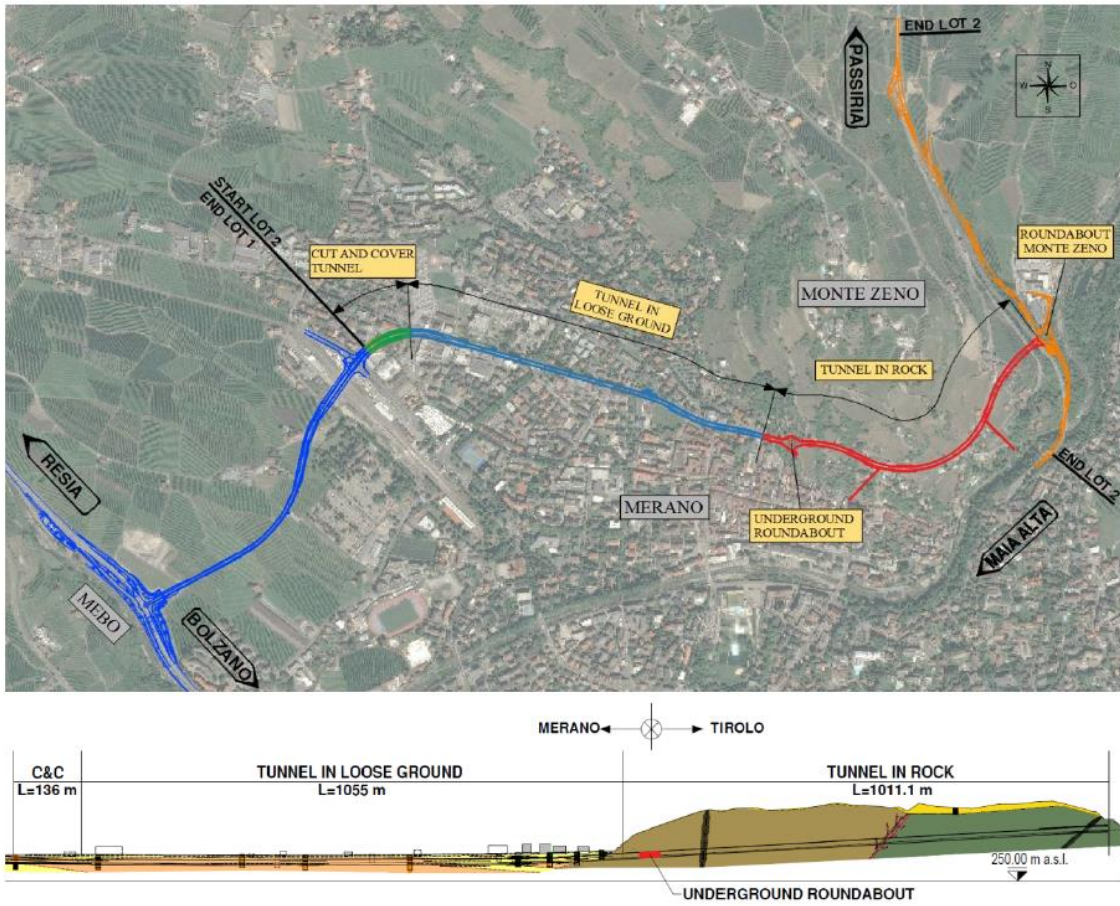 END LOT 2
PASSIRIA
N
W
O
S
START LOT 2
END LOT 1
CUT AND COVER
TUNNEL
TUNNEL IN
LOOSE GROUND
MONTE ZENO
ROUNDABOUT
MONTE ZENO
TUNNEL IN ROCK
RESIA
MERANO
UNDERGROUND
ROUNDABOUT
END LOT 2
MAIA ALTA
MEBO
BOLZANO
MERANO
TIROLO
C&C
L=136 m
TUNNEL IN LOOSE GROUND
L=1055 m
TUNNEL IN ROCK
L=1011.1 m
250.00 m a.s.l.
UNDERGROUND ROUNDABOUT